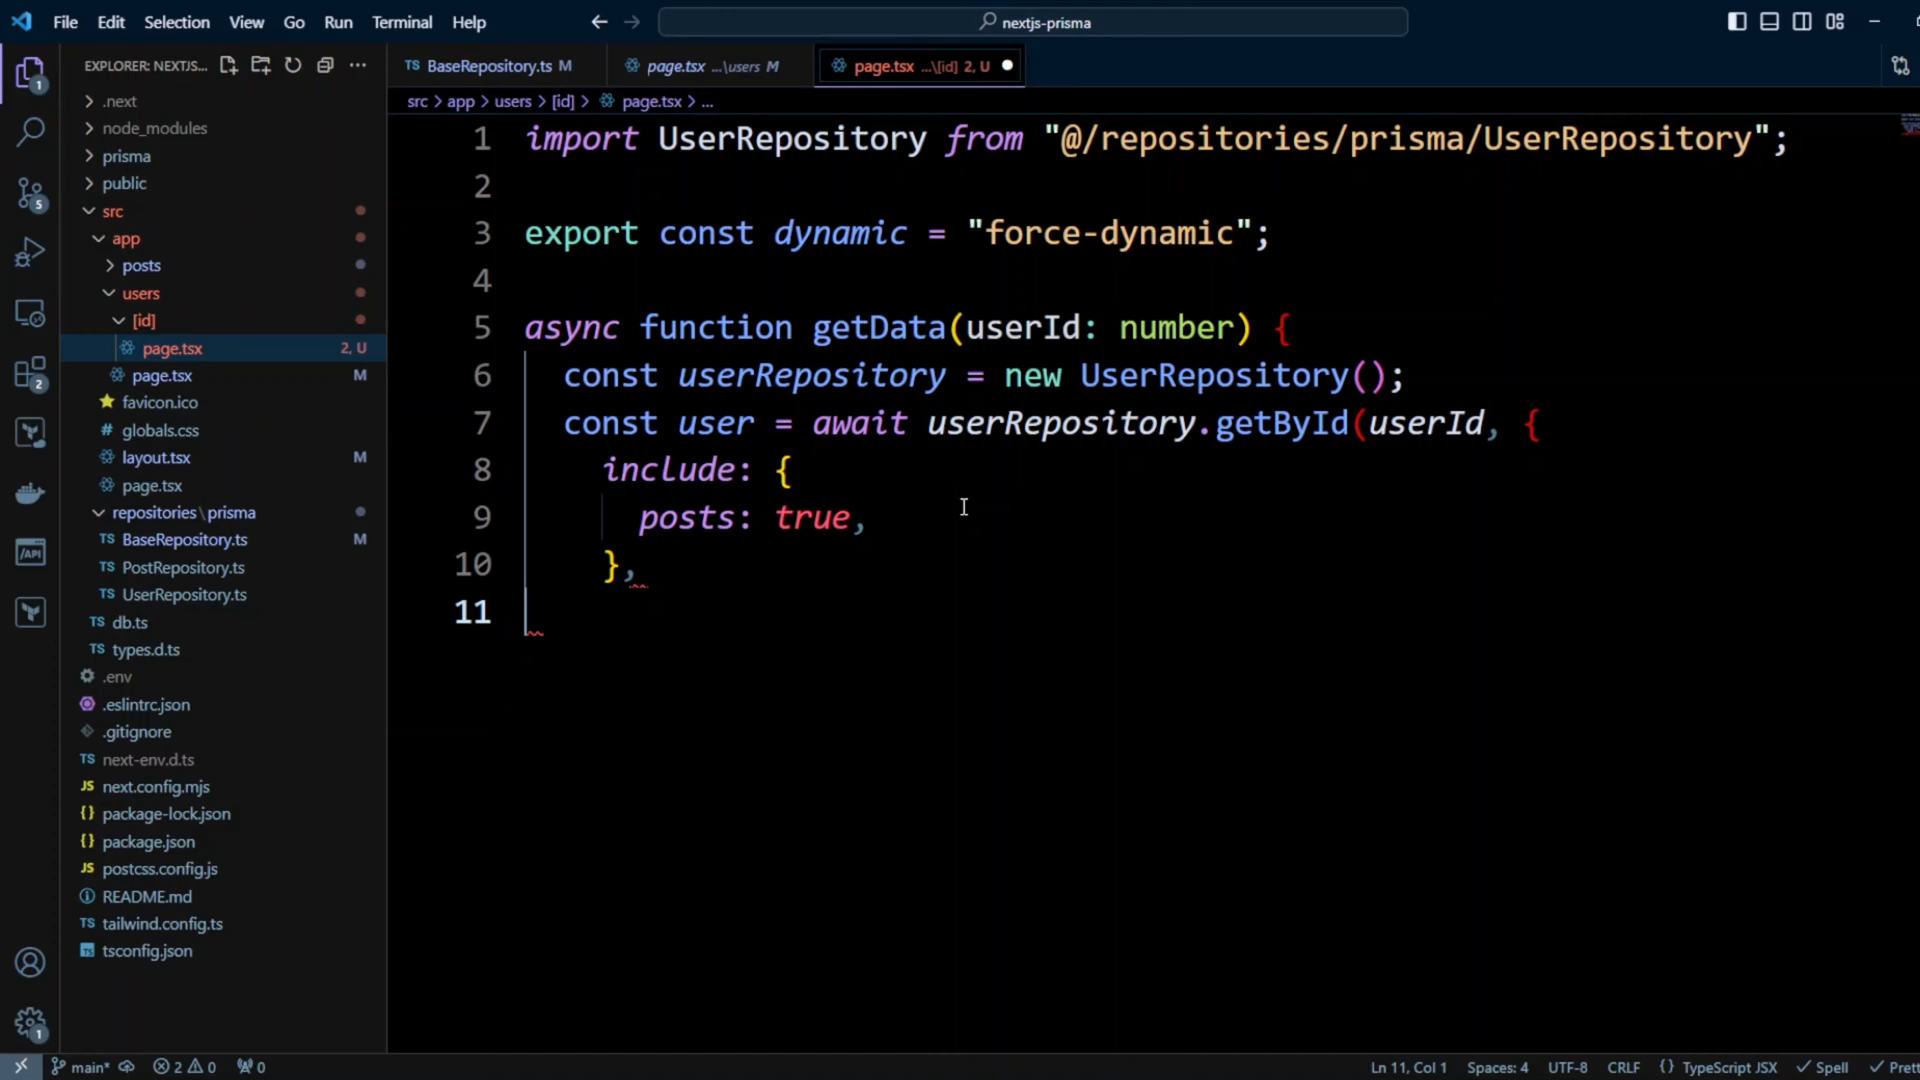 File Edit Selection View Go Run Terminal Help
nextjs-prisma
EXPLORER: NEXTJS...
.next
node_modules
prisma
public
src
app
posts
users
[id]
page.tsx 2, U
page.tsx M
favicon.ico
globals.css
layout.tsx M
page.tsx
repositories\prisma
BaseRepository.ts M
PostRepository.ts
UserRepository.ts
db.ts
types.d.ts
.env
.eslintrc.json
.gitignore
next-env.d.ts
next.config.mjs
package-lock.json
package.json
postcss.config.js
README.md
tailwind.config.ts
tsconfig.json
TS BaseRepository.ts M
page.tsx ...\users M
page.tsx ...\[id] 2, U
src > app > users > [id] > page.tsx > ...
1 import UserRepository from "@/repositories/prisma/UserRepository";
2
3 export const dynamic = "force-dynamic";
4
5 async function getData(userId: number) {
6 const userRepository = new UserRepository();
7 const user = await userRepository.getById(userId, {
8 include: {
9 posts: true,
10 },
11
main* 2 0 0
Ln 11, Col 1 Spaces: 4 UTF-8 CRLF {} TypeScript JSX Spell Prett